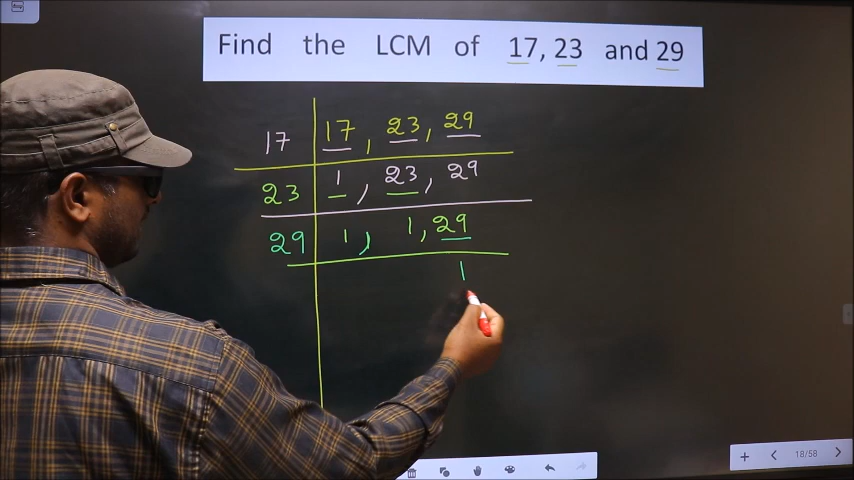 Find the LCM of 17, 23 and 29
17 17, 23, 29
23 1, 23, 29
29 1, 1, 29
1
18/58